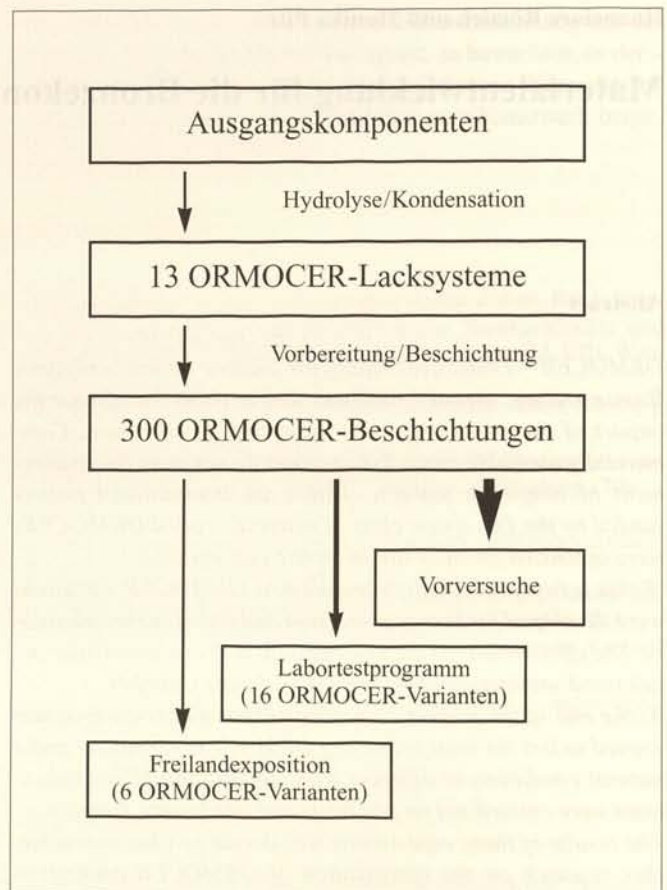 Ausgangskomponenten
Hydrolyse/Kondensation
13 ORMOCER-Lacksysteme
Vorbereitung/Beschichtung
300 ORMOCER-Beschichtungen
Vorversuche
Labortestprogramm
(16 ORMOCER-Varianten)
Freilandexposition
(6 ORMOCER-Varianten)